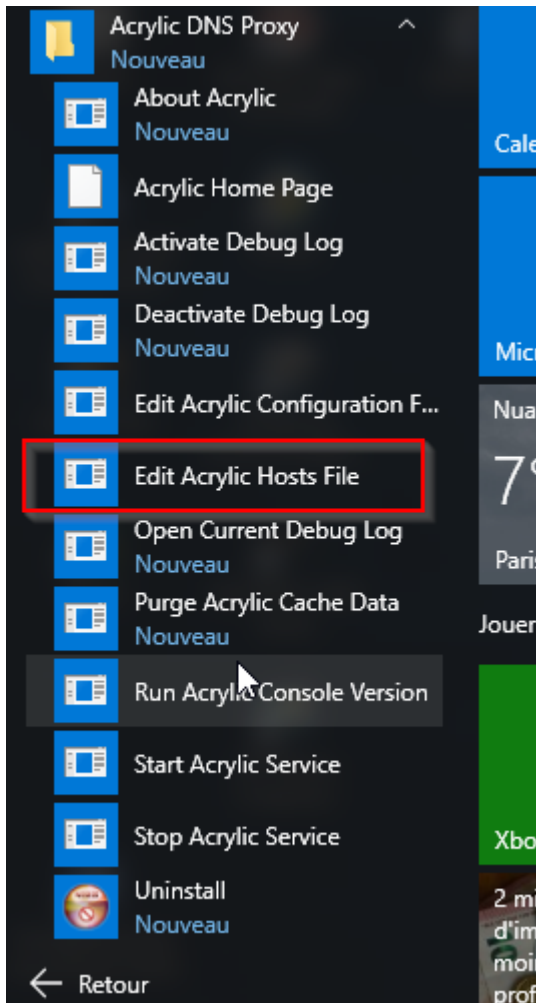 Acrylic DNS Proxy
Nouveau
About Acrylic
Nouveau
Acrylic Home Page
Activate Debug Log
Nouveau
Deactivate Debug Log
Nouveau
Edit Acrylic Configuration F...
Edit Acrylic Hosts File
Open Current Debug Log
Nouveau
Purge Acrylic Cache Data
Nouveau
Run Acrylic Console Version
Start Acrylic Service
Stop Acrylic Service
Uninstall
Nouveau
Retour
Cale
Micr
Nua
7°
Paris
Jouer
Xbo
2 mi
d'im
moin
prof